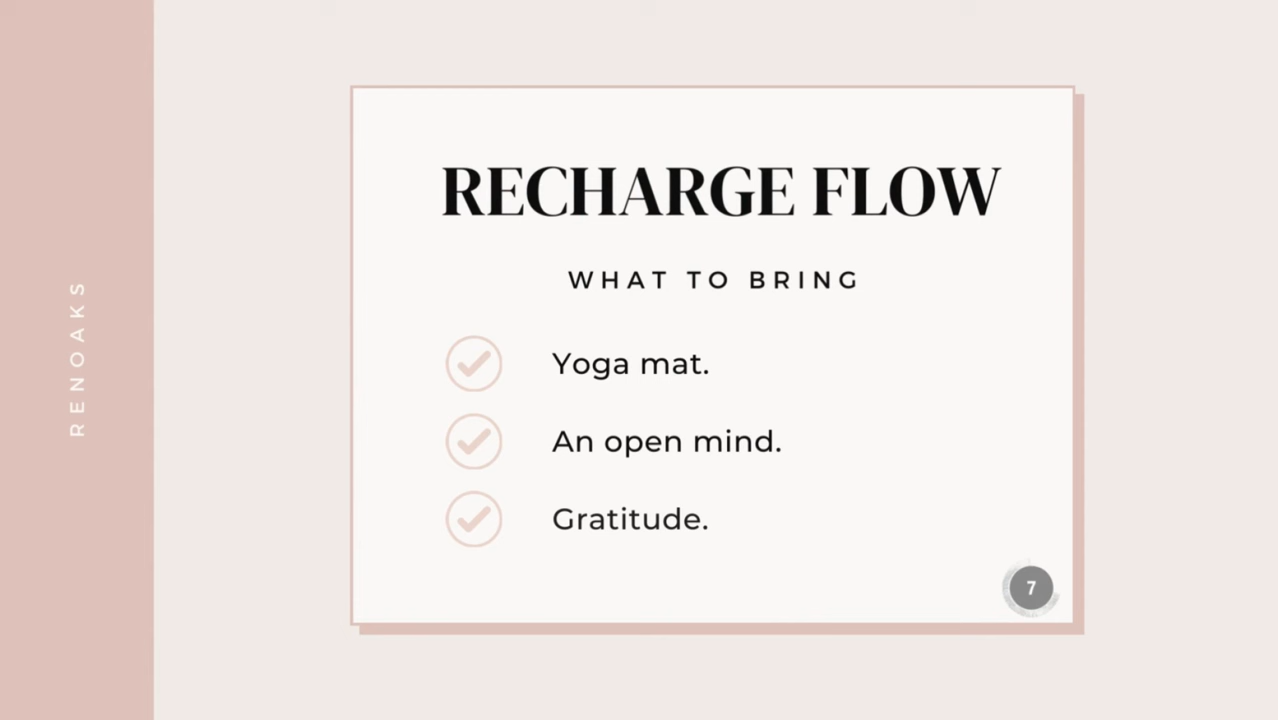 RENOAKS
RECHARGE FLOW
WHAT TO BRING
Yoga mat.
An open mind.
Gratitude.
7